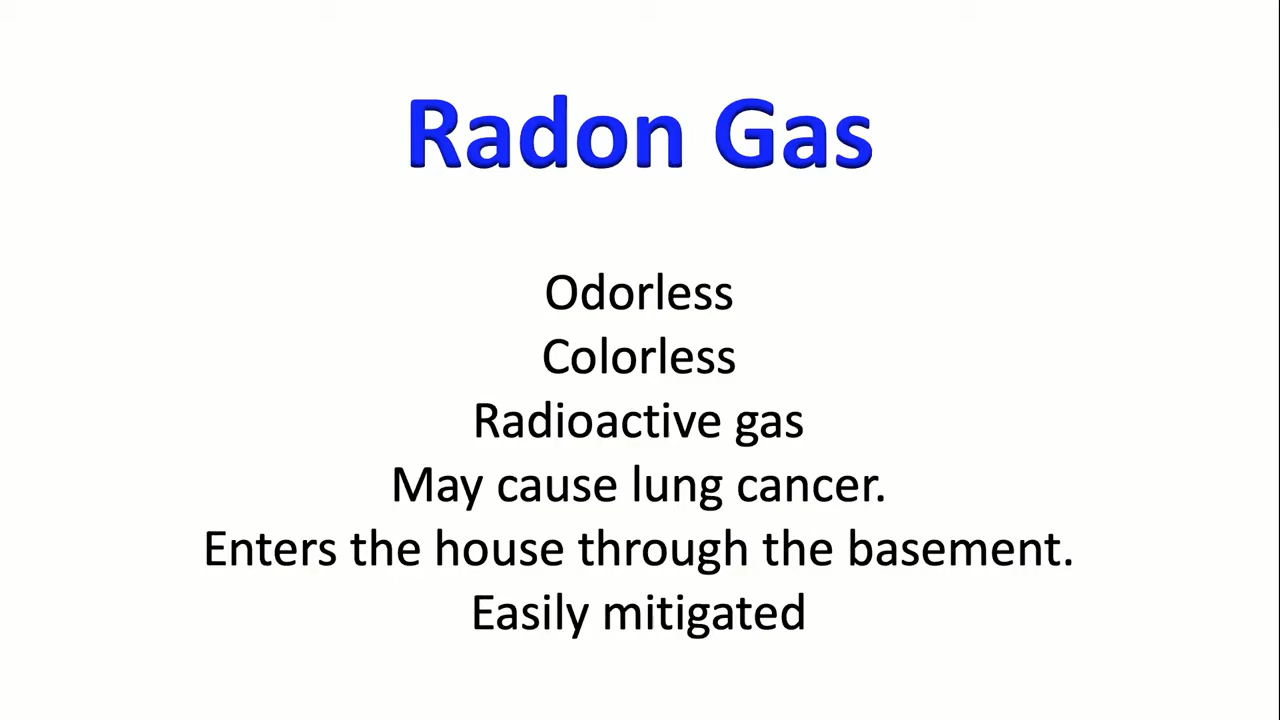 Radon Gas
Odorless
Colorless
Radioactive gas
May cause lung cancer.
Enters the house through the basement.
Easily mitigated